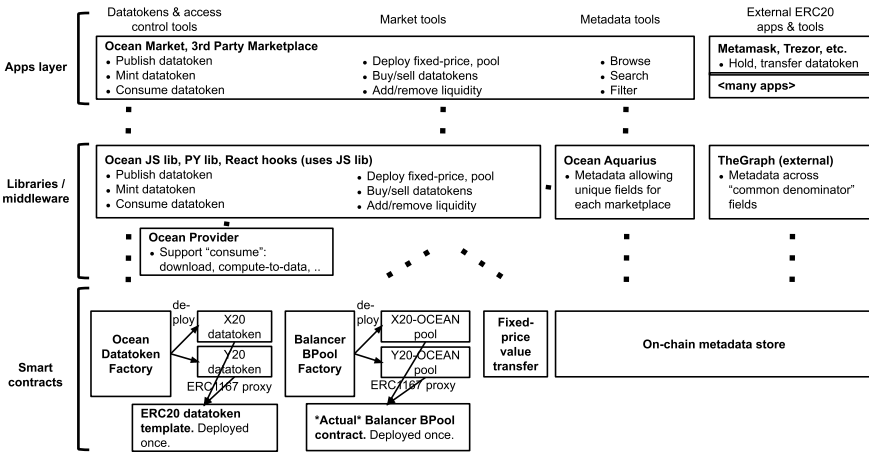 Datatokens & access
control tools
Market tools
Metadata tools
External ERC20
apps & tools
Apps layer
Ocean Market, 3rd Party Marketplace
• Publish datatoken
• Mint datatoken
• Consume datatoken
• Deploy fixed-price, pool
• Buy/sell datatokens
• Add/remove liquidity
• Browse
• Search
• Filter
Metamask, Trezor, etc.
• Hold, transfer datatoken
<many apps>
Libraries /
middleware
Ocean JS lib, PY lib, React hooks (uses JS lib)
• Publish datatoken
• Mint datatoken
• Consume datatoken
• Deploy fixed-price, pool
• Buy/sell datatokens
• Add/remove liquidity
Ocean Aquarius
• Metadata allowing
unique fields for
each marketplace
TheGraph (external)
• Metadata across
“common denominator”
fields
Ocean Provider
• Support “consume”:
download, compute-to-data, ..
Smart
contracts
Ocean
Datatoken
Factory
de-
ploy
X20
datatoken
Y20
datatoken
ERC1167 proxy
ERC20 datatoken
template. Deployed
once.
Balancer
BPool
Factory
de-
ploy
X20-OCEAN
pool
Y20-OCEAN
pool
ERC1167 proxy
*Actual* Balancer BPool
contract. Deployed once.
Fixed-
price
value
transfer
On-chain metadata store